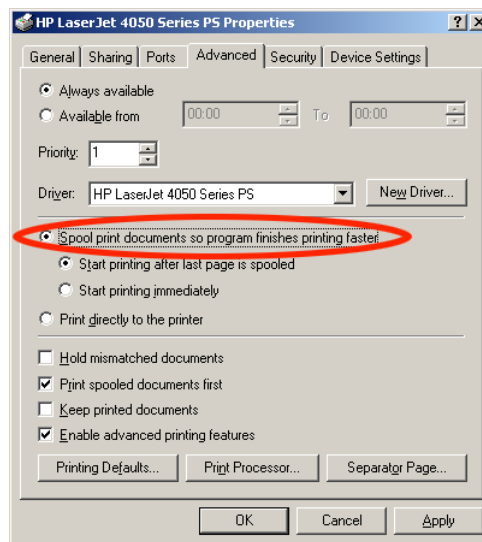 HP LaserJet 4050 Series PS Properties
General Sharing Ports Advanced Security Device Settings
Always available
Available from 00:00 To 00:00
Priority: 1
Driver: HP LaserJet 4050 Series PS New Driver...
Spool print documents so program finishes printing faster
Start printing after last page is spooled
Start printing immediately
Print directly to the printer
Hold mismatched documents
Print spooled documents first
Keep printed documents
Enable advanced printing features
Printing Defaults... Print Processor... Separator Page...
OK Cancel Apply